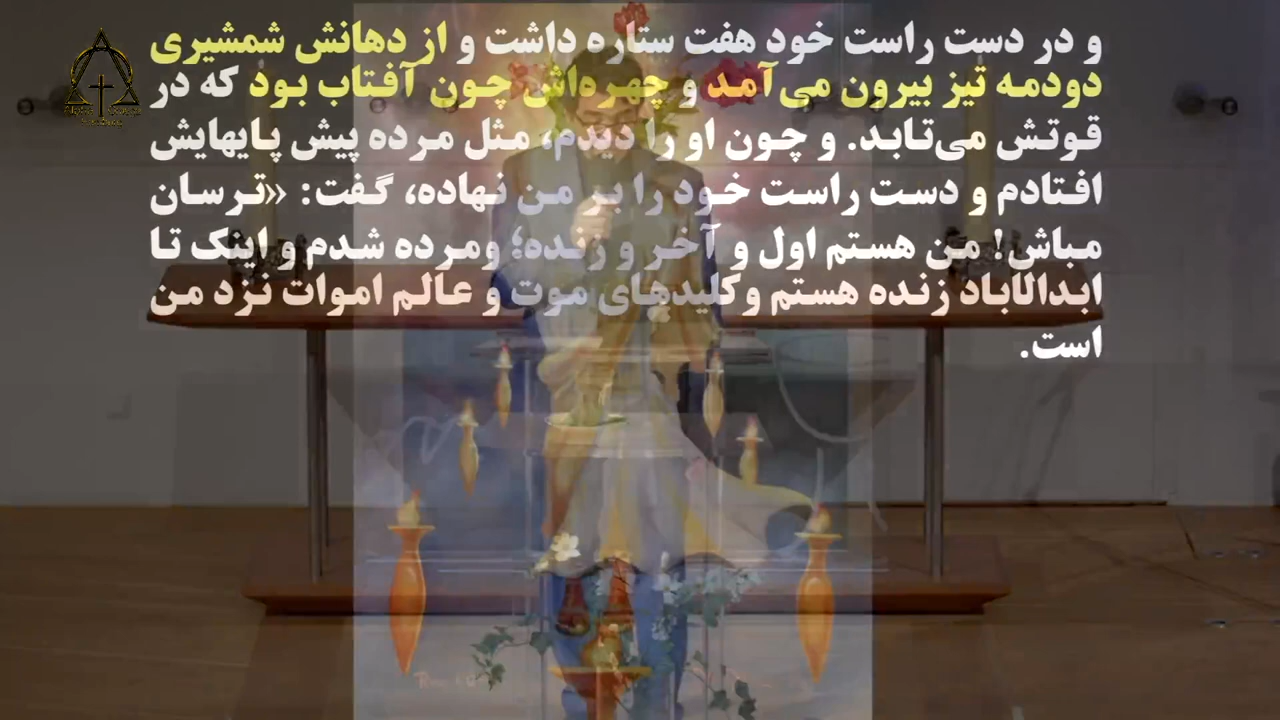 و در دست راست خود هفت ستاره داشت و از دهانش شمشیری
دودمه تیز بیرون می‌آمد و چهره‌اش چون آفتاب بود که در
قوتش می‌تابد. و چون او را دیدم، مثل مرده پیش پایهایش
افتادم و دست راست خود را بر من نهاده، گفت: «ترسان
مباش! من هستم اول و آخر و زنده؛ ومرده شدم و اینک تا
ابدالاباد زنده هستم وکلیدهای موت و عالم اموات نزد من
است.